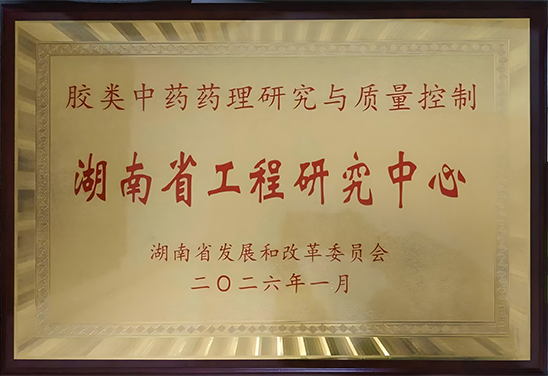 胶类中药药理研究与质量控制
湖南省工程研究中心
湖南省发展和改革委员会
二〇二六年一月